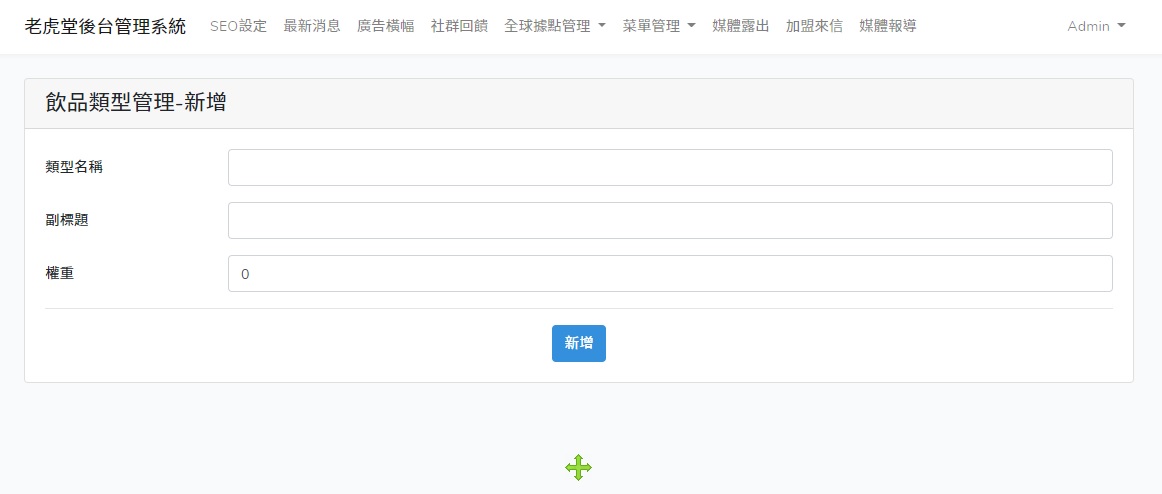 老虎堂後台管理系統 SEO設定 最新消息 廣告橫幅 社群回饋 全球據點管理 菜單管理 媒體露出 加盟來信 媒體報導 Admin
飲品類型管理-新增
類型名稱
副標題
權重 0
新增